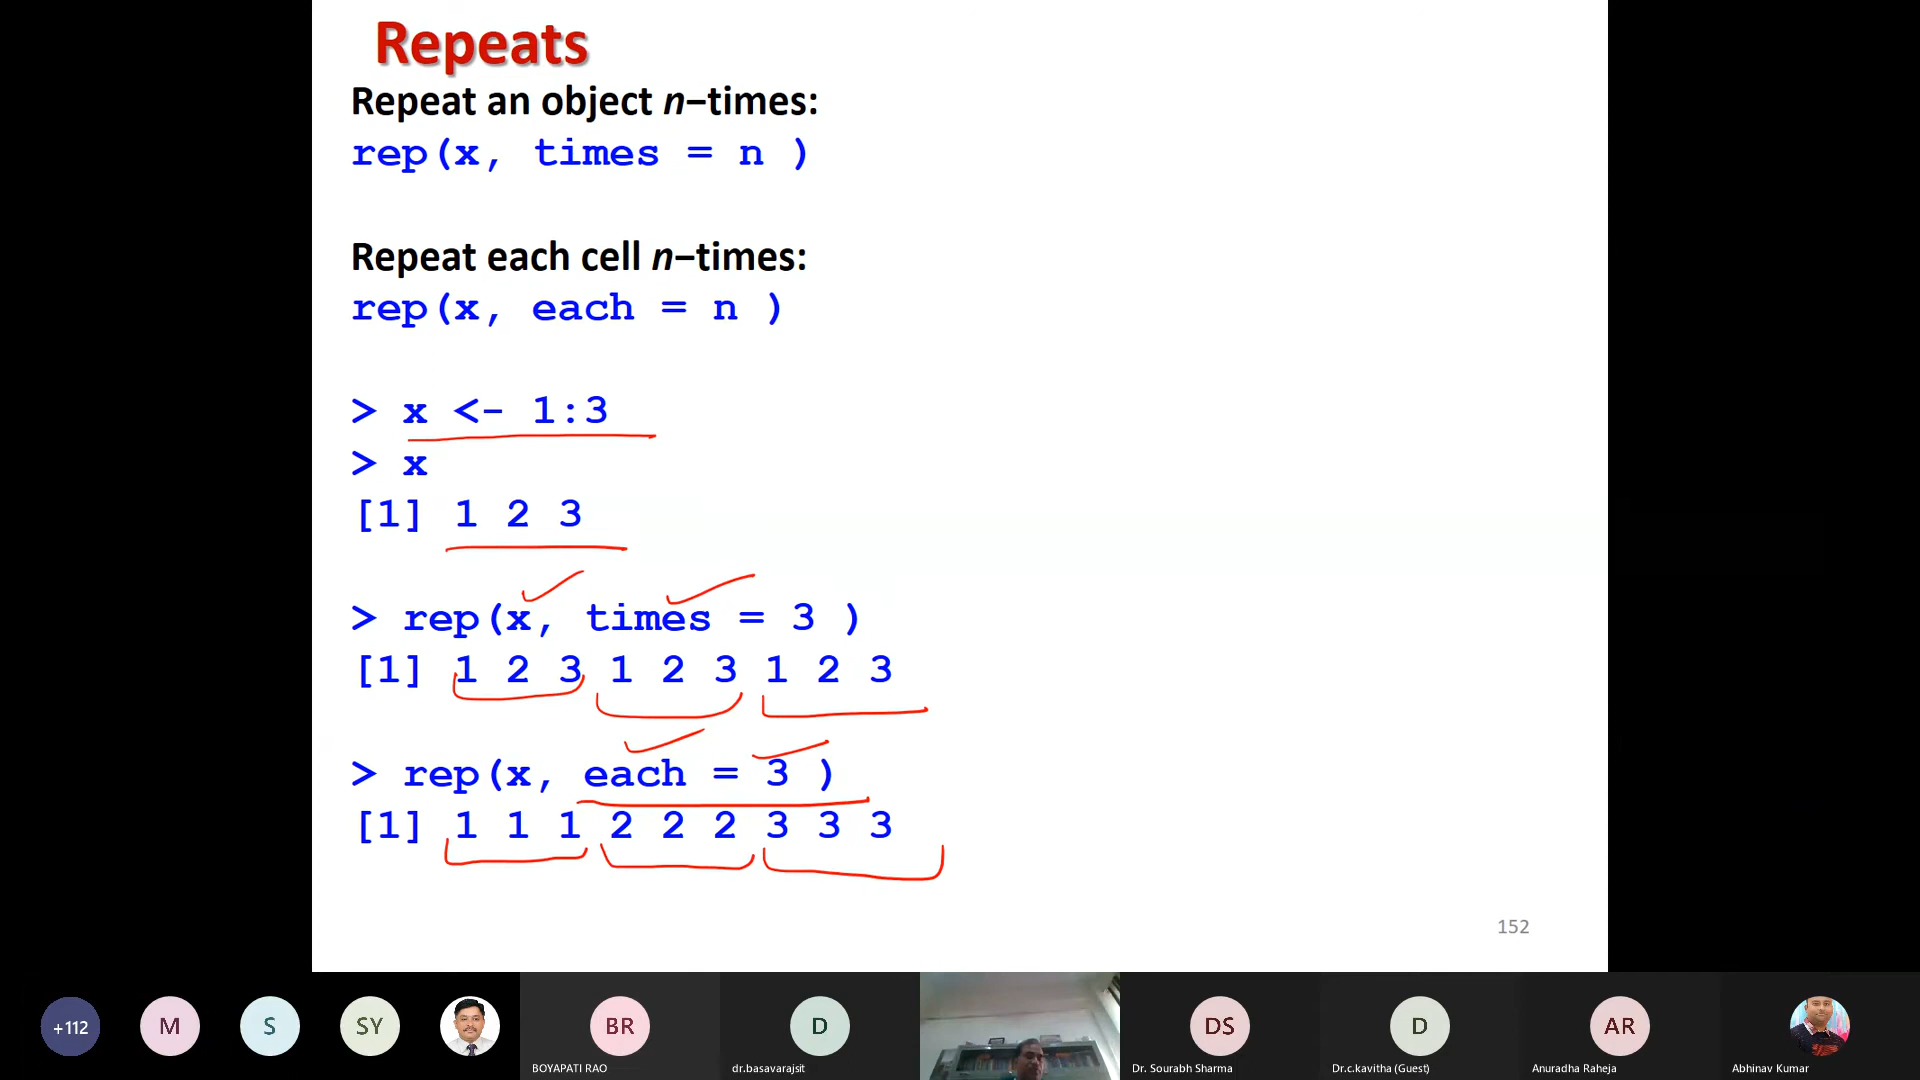 Repeats
Repeat an object n–times:
rep(x, times = n )
Repeat each cell n–times:
rep(x, each = n )
> x <- 1:3
> x
[1] 1 2 3
> rep(x, times = 3 )
[1] 1 2 3 1 2 3 1 2 3
> rep(x, each = 3 )
[1] 1 1 1 2 2 2 3 3 3
152
+112 M S SY BR D DS D AR
BOYAPATI RAO dr.basavarajsit Dr. Sourabh Sharma Dr.c.kavitha (Guest) Anuradha Raheja Abhinav Kumar